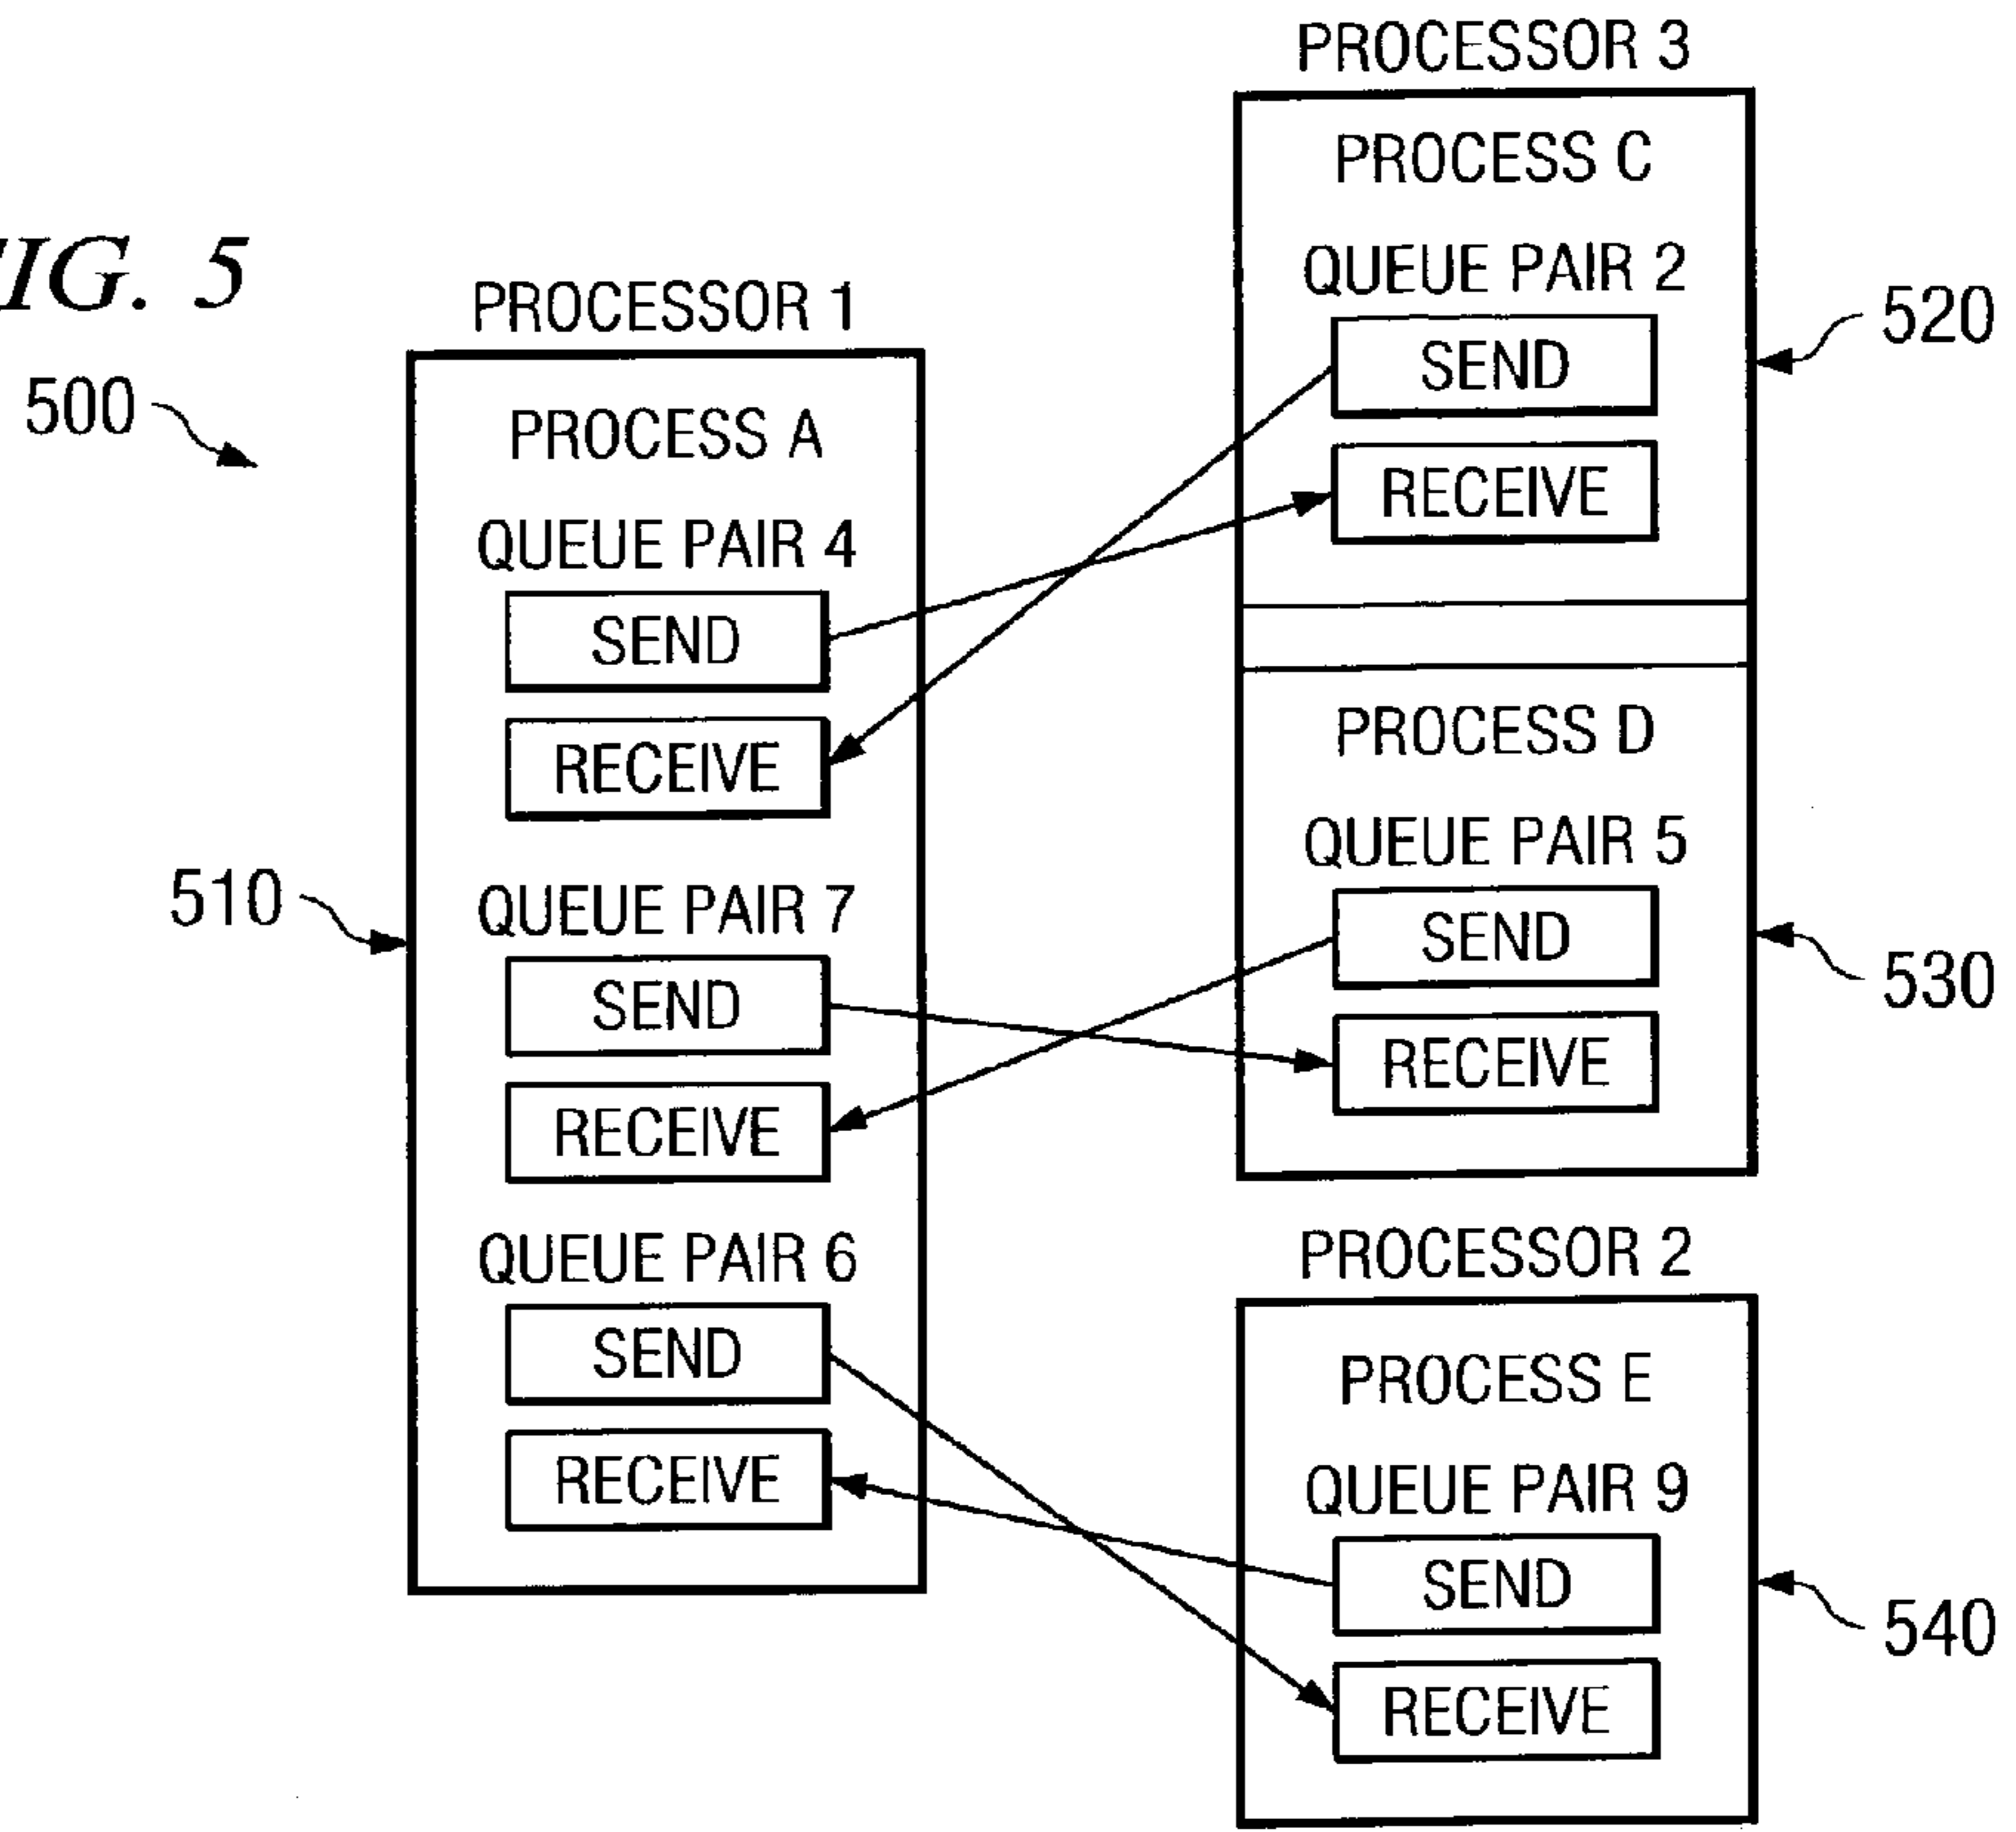 IG. 5
500
PROCESSOR 1
PROCESS A
QUEUE PAIR 4
SEND
RECEIVE
510
QUEUE PAIR 7
SEND
RECEIVE
QUEUE PAIR 6
SEND
RECEIVE
PROCESSOR 3
PROCESS C
QUEUE PAIR 2
SEND
RECEIVE
520
PROCESS D
QUEUE PAIR 5
SEND
RECEIVE
530
PROCESSOR 2
PROCESS E
QUEUE PAIR 9
SEND
RECEIVE
540